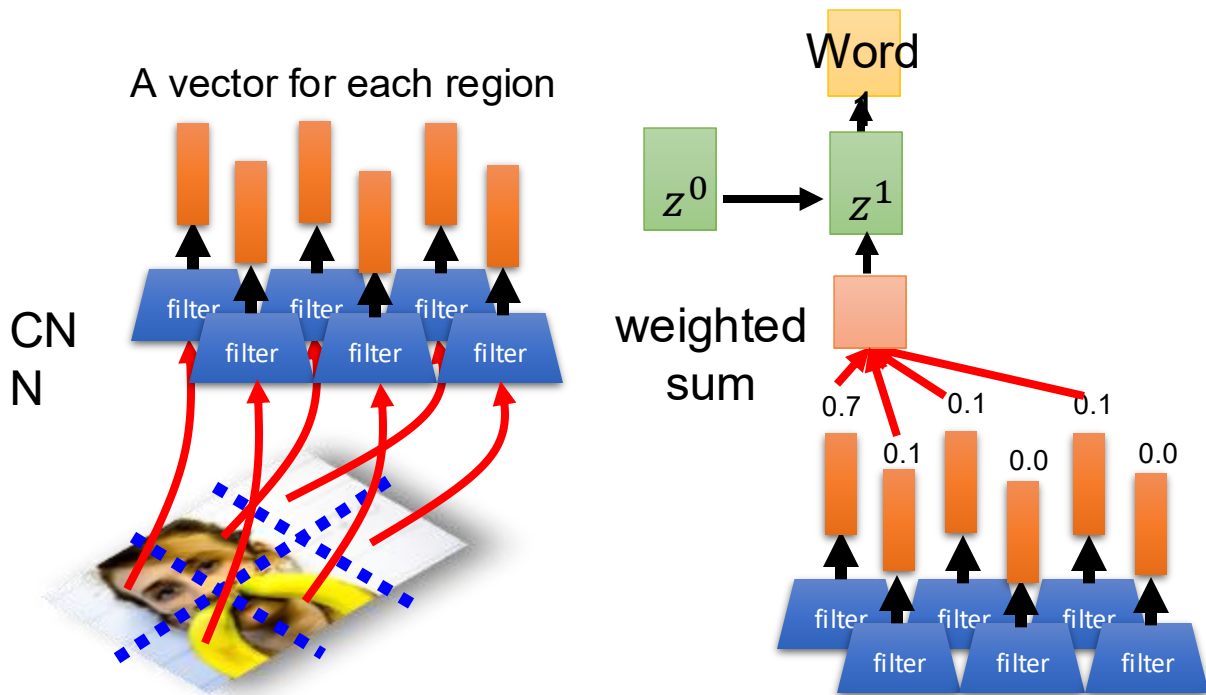 A vector for each region
filter
filter
filter
filter
filter
filter
CN
N
Word
1
z⁰
z¹
weighted
sum
0.7
0.1
0.1
0.1
0.0
0.0
filter
filter
filter
filter
filter
filter